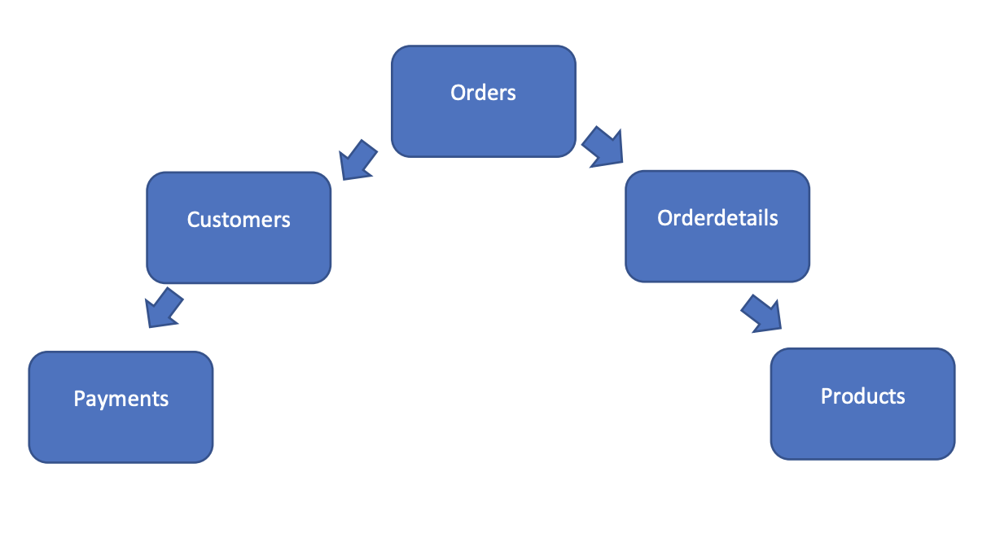 Orders
Customers
Orderdetails
Payments
Products